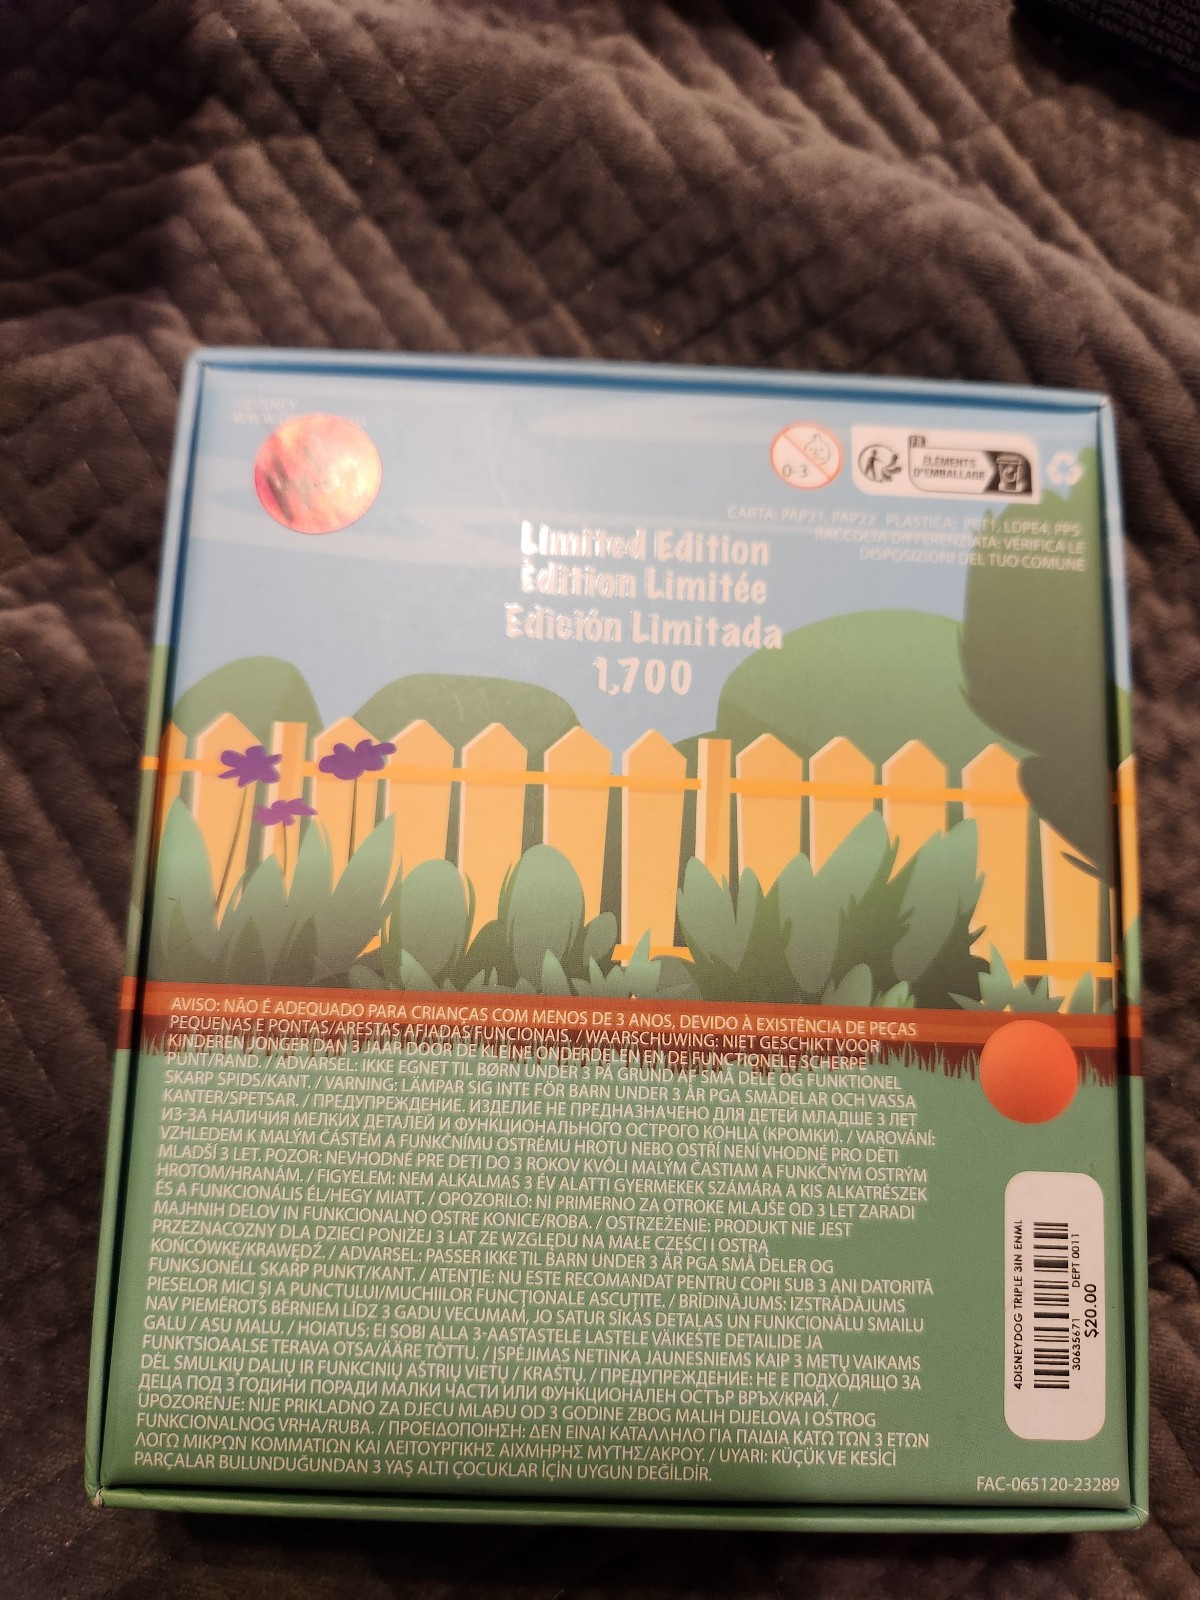 ©DISNEY
0-3
FR
ÉLÉMENTS
D'EMBALLAGE
CARTA: PAP21, PAP22 PLASTICA: PET1, LDPE4, PP5
RACCOLTA DIFFERENZIATA: VERIFICA LE
DISPOSIZIONI DEL TUO COMUNE
Limited Edition
Édition Limitée
Edición Limitada
1,700
AVISO: NÃO É ADEQUADO PARA CRIANÇAS COM MENOS DE 3 ANOS, DEVIDO À EXISTÊNCIA DE PEÇAS
PEQUENAS E PONTAS/ARESTAS AFIADAS FUNCIONAIS. / WAARSCHUWING: NIET GESCHIKT VOOR
KINDEREN JONGER DAN 3 JAAR DOOR DE KLEINE ONDERDELEN EN DE FUNCTIONELE SCHERPE
PUNT/RAND. / ADVARSEL: IKKE EGNET TIL BØRN UNDER 3 PÅ GRUND AF SMÅ DELE OG FUNKTIONEL
SKARP SPIDS/KANT. / VARNING: LÄMPAR SIG INTE FÖR BARN UNDER 3 ÅR PGA SMÅDELAR OCH VASSA
KANTER/SPETSAR. / ПРЕДУПРЕЖДЕНИЕ. ИЗДЕЛИЕ НЕ ПРЕДНАЗНАЧЕНО ДЛЯ ДЕТЕЙ МЛАДШЕ 3 ЛЕТ
ИЗ-ЗА НАЛИЧИЯ МЕЛКИХ ДЕТАЛЕЙ И ФУНКЦИОНАЛЬНОГО ОСТРОГО КОНЦА (КРОМКИ). / VAROVÁNÍ:
VZHLEDEM K MALÝM ČÁSTEM A FUNKČNÍMU OSTRÉMU HROTU NEBO OSTŘÍ NENÍ VHODNÉ PRO DĚTI
MLADŠÍ 3 LET. POZOR: NEVHODNÉ PRE DETI DO 3 ROKOV KVÔLI MALÝM ČASTIAM A FUNKČNÝM OSTRÝM
HROTOM/HRANÁM. / FIGYELEM: NEM ALKALMAS 3 ÉV ALATTI GYERMEKEK SZÁMÁRA A KIS ALKATRÉSZEK
ÉS A FUNKCIONÁLIS ÉL/HEGY MIATT. / OPOZORILO: NI PRIMERNO ZA OTROKE MLAJŠE OD 3 LET ZARADI
MAJHNIH DELOV IN FUNKCIONALNO OSTRE KONICE/ROBA. / OSTRZEŻENIE: PRODUKT NIE JEST
PRZEZNACZONY DLA DZIECI PONIŻEJ 3 LAT ZE WZGLĘDU NA MAŁE CZĘŚCI I OSTRĄ
KOŃCÓWKĘ/KRAWĘDŹ. / ADVARSEL: PASSER IKKE TIL BARN UNDER 3 ÅR PGA SMÅ DELER OG
FUNKSJONELL SKARP PUNKT/KANT. / ATENȚIE: NU ESTE RECOMANDAT PENTRU COPII SUB 3 ANI DATORITĂ
PIESELOR MICI ȘI A PUNCTULUI/MUCHIILOR FUNCȚIONALE ASCUȚITE. / BRĪDINĀJUMS: IZSTRĀDĀJUMS
NAV PIEMĒROTS BĒRNIEM LĪDZ 3 GADU VECUMAM, JO SATUR SĪKAS DETAĻAS UN FUNKCIONĀLU SMAILU
GALU / ASU MALU. / HOIATUS: EI SOBI ALLA 3-AASTASTELE LASTELE VÄIKESTE DETAILIDE JA
FUNKTSIOAALSE TERAVA OTSA/ÄÄRE TÕTTU. / ĮSPĖJIMAS NETINKA JAUNESNIEMS KAIP 3 METŲ VAIKAMS
DĖL SMULKIŲ DALIŲ IR FUNKCINIŲ AŠTRIŲ VIETŲ / KRAŠTŲ. / ПРЕДУПРЕЖДЕНИЕ: НЕ Е ПОДХОДЯЩО ЗА
ДЕЦА ПОД 3 ГОДИНИ ПОРАДИ МАЛКИ ЧАСТИ ИЛИ ФУНКЦИОНАЛЕН ОСТЪР ВРЪХ/КРАЙ. /
UPOZORENJE: NIJE PRIKLADNO ZA DJECU MLAĐU OD 3 GODINE ZBOG MALIH DIJELOVA I OŠTROG
FUNKCIONALNOG VRHA/RUBA. / ΠΡΟΕΙΔΟΠΟΙΗΣΗ: ΔΕΝ ΕΙΝΑΙ ΚΑΤΑΛΛΗΛΟ ΓΙΑ ΠΑΙΔΙΑ ΚΑΤΩ ΤΩΝ 3 ΕΤΩΝ
ΛΟΓΩ ΜΙΚΡΩΝ ΚΟΜΜΑΤΙΩΝ ΚΑΙ ΛΕΙΤΟΥΡΓΙΚΗΣ ΑΙΧΜΗΡΗΣ ΜΥΤΗΣ/ΑΚΡΟΥ. / UYARI: KÜÇÜK VE KESİCİ
PARÇALAR BULUNDUĞUNDAN 3 YAŞ ALTI ÇOCUKLAR İÇİN UYGUN DEĞİLDİR.
4DISNEYDOG TRIPLE 3IN ENML
30635671 DEPT 0011
$20.00
FAC-065120-23289